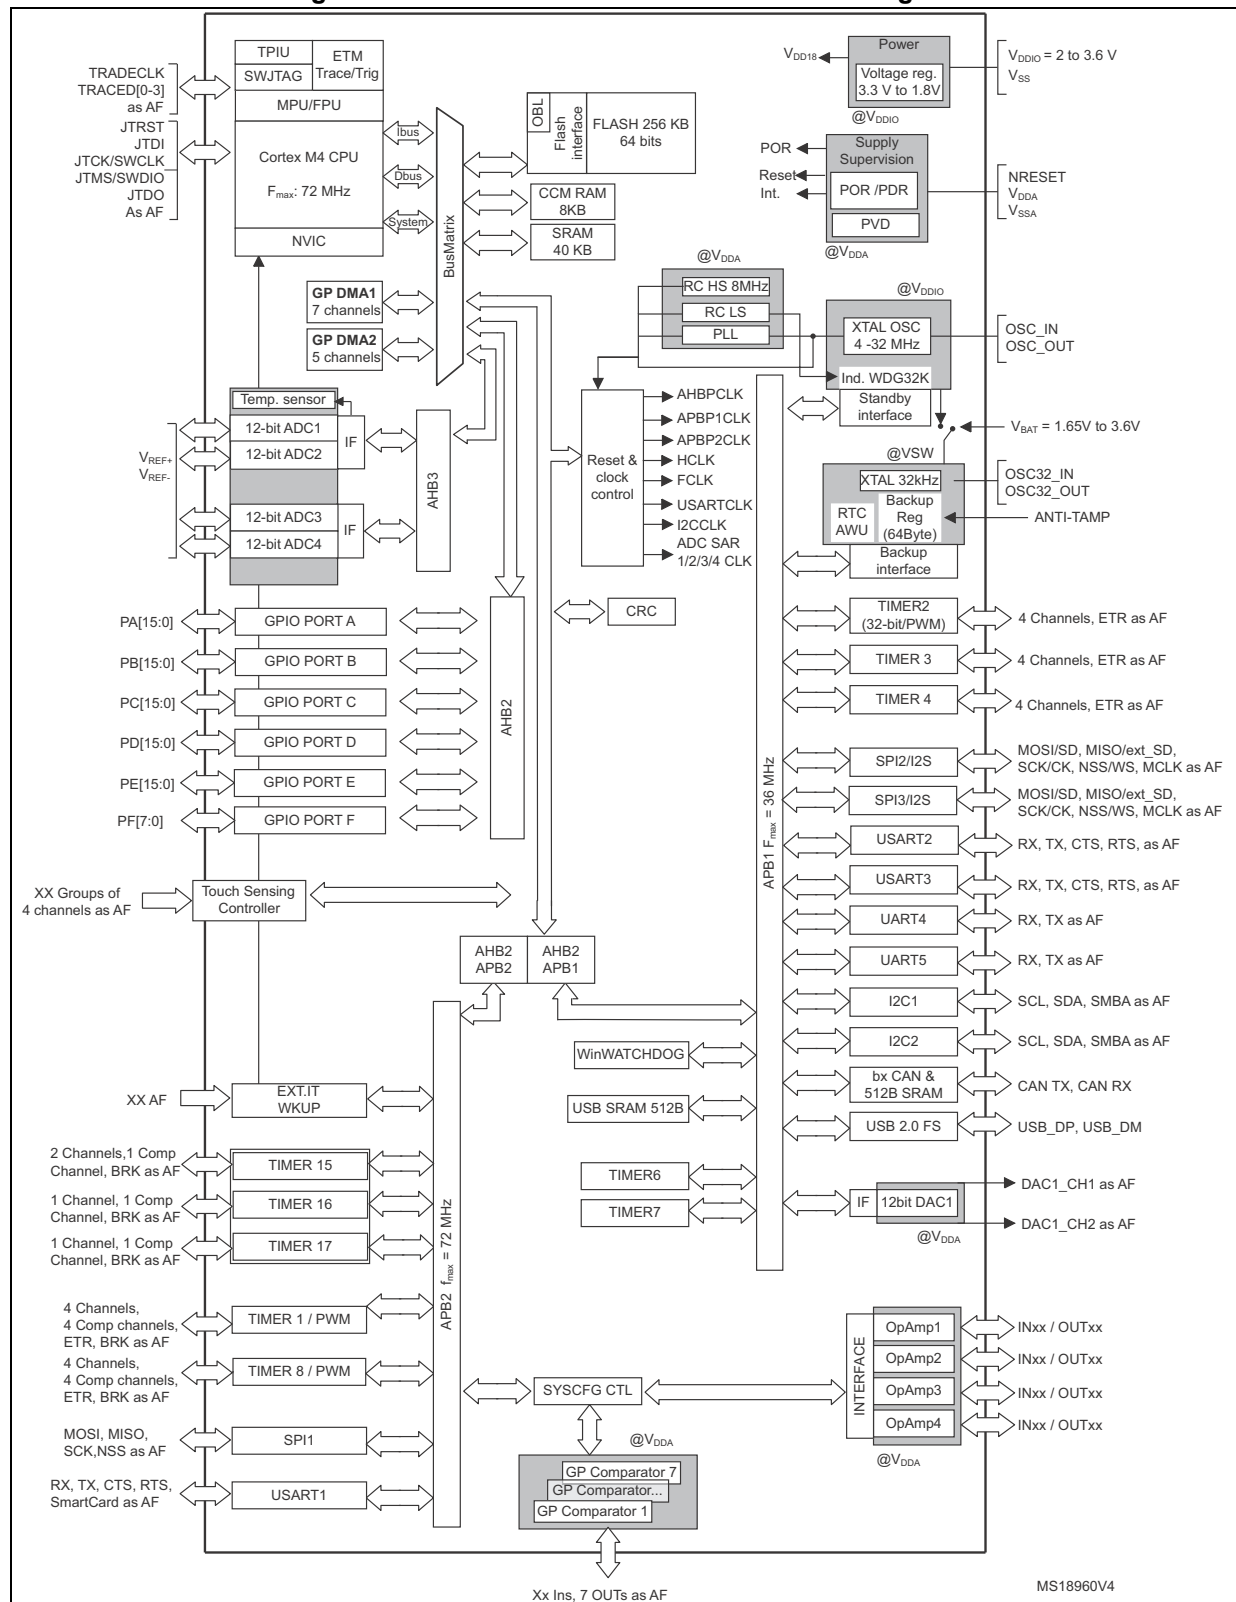 TPIU
ETM
Trace/Trig
SWJTAG
MPU/FPU
Cortex M4 CPU
Fmax: 72 MHz
NVIC
TRADECLK
TRACED[0-3]
as AF
JTRST
JTDI
JTCK/SWCLK
JTMS/SWDIO
JTDO
As AF
Ibus
Dbus
System
BusMatrix
OBL
Flash
interface
FLASH 256 KB
64 bits
CCM RAM
8KB
SRAM
40 KB
GP DMA1
7 channels
GP DMA2
5 channels
VDD18
Power
Voltage reg.
3.3 V to 1.8V
@VDDIO
VDDIO = 2 to 3.6 V
VSS
POR
Reset
Int.
Supply
Supervision
POR /PDR
PVD
@VDDA
NRESET
VDDA
VSSA
@VDDA
RC HS 8MHz
RC LS
PLL
@VDDIO
XTAL OSC
4 -32 MHz
Ind. WDG32K
Standby
interface
OSC_IN
OSC_OUT
VBAT = 1.65V to 3.6V
@VSW
XTAL 32kHz
RTC
AWU
Backup
Reg
(64Byte)
Backup
interface
OSC32_IN
OSC32_OUT
ANTI-TAMP
Reset &
clock
control
AHBPCLK
APBP1CLK
APBP2CLK
HCLK
FCLK
USARTCLK
I2CCLK
ADC SAR
1/2/3/4 CLK
Temp. sensor
12-bit ADC1
12-bit ADC2
IF
VREF+
VREF-
12-bit ADC3
12-bit ADC4
IF
AHB3
CRC
PA[15:0]
GPIO PORT A
PB[15:0]
GPIO PORT B
PC[15:0]
GPIO PORT C
PD[15:0]
GPIO PORT D
PE[15:0]
GPIO PORT E
PF[7:0]
GPIO PORT F
AHB2
XX Groups of
4 channels as AF
Touch Sensing
Controller
AHB2
APB2
AHB2
APB1
APB1 Fmax = 36 MHz
TIMER2
(32-bit/PWM)
4 Channels, ETR as AF
TIMER 3
4 Channels, ETR as AF
TIMER 4
4 Channels, ETR as AF
SPI2/I2S
MOSI/SD, MISO/ext_SD,
SCK/CK, NSS/WS, MCLK as AF
SPI3/I2S
MOSI/SD, MISO/ext_SD,
SCK/CK, NSS/WS, MCLK as AF
USART2
RX, TX, CTS, RTS, as AF
USART3
RX, TX, CTS, RTS, as AF
UART4
RX, TX as AF
UART5
RX, TX as AF
I2C1
SCL, SDA, SMBA as AF
I2C2
SCL, SDA, SMBA as AF
bx CAN &
512B SRAM
CAN TX, CAN RX
USB 2.0 FS
USB_DP, USB_DM
WinWATCHDOG
USB SRAM 512B
TIMER6
TIMER7
IF
12bit DAC1
@VDDA
DAC1_CH1 as AF
DAC1_CH2 as AF
XX AF
EXT.IT
WKUP
2 Channels,1 Comp
Channel, BRK as AF
TIMER 15
1 Channel, 1 Comp
Channel, BRK as AF
TIMER 16
1 Channel, 1 Comp
Channel, BRK as AF
TIMER 17
4 Channels,
4 Comp channels,
ETR, BRK as AF
TIMER 1 / PWM
4 Channels,
4 Comp channels,
ETR, BRK as AF
TIMER 8 / PWM
MOSI, MISO,
SCK,NSS as AF
SPI1
RX, TX, CTS, RTS,
SmartCard as AF
USART1
APB2 fmax = 72 MHz
SYSCFG CTL
@VDDA
GP Comparator 7
GP Comparator...
GP Comparator 1
Xx Ins, 7 OUTs as AF
INTERFACE
OpAmp1
INxx / OUTxx
OpAmp2
INxx / OUTxx
OpAmp3
INxx / OUTxx
OpAmp4
INxx / OUTxx
@VDDA
MS18960V4